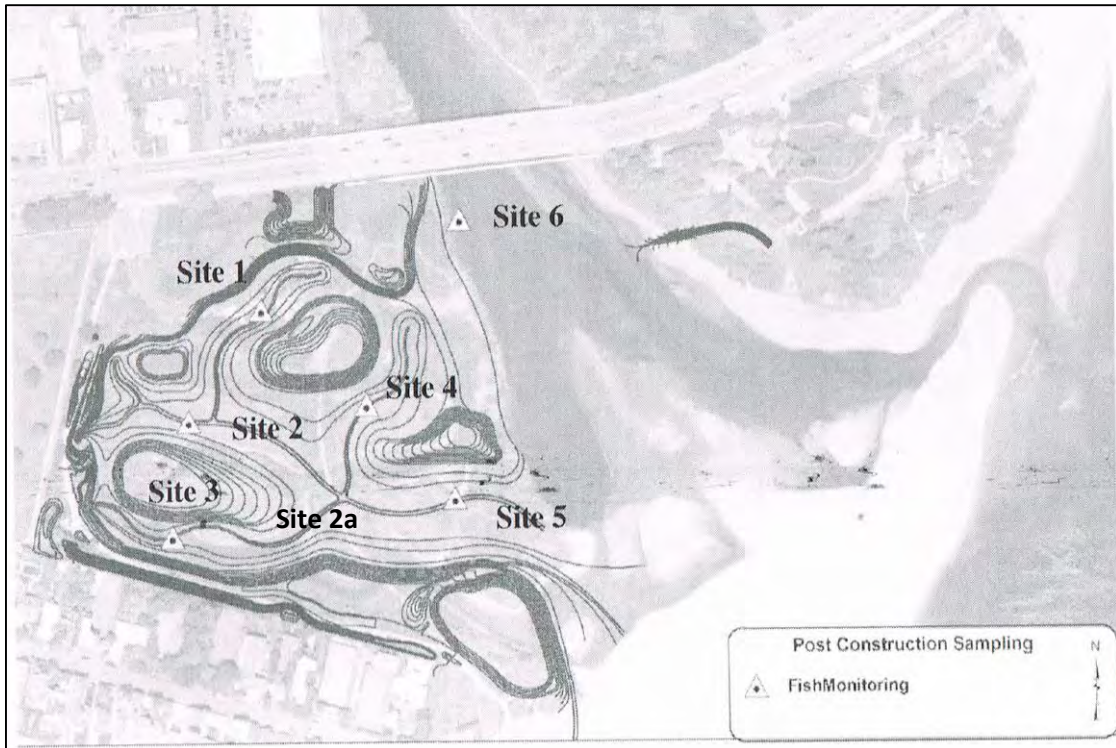 Site 6
Site 1
Site 4
Site 2
Site 3
Site 2a
Site 5
Post Construction Sampling
N
FishMonitoring